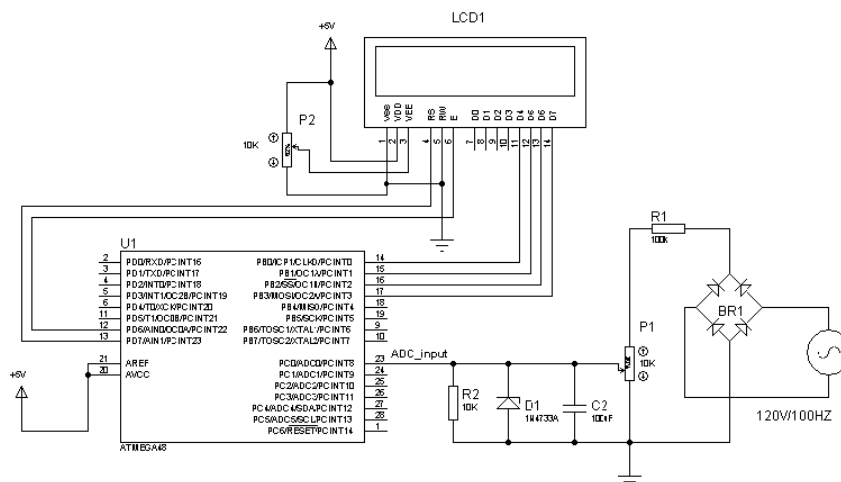 LCD1
+5V
P2
10K
52%
VSS VDD VEE RS RW E D0 D1 D2 D3 D4 D5 D6 D7
1 2 3 4 5 6 7 8 9 10 11 12 13 14
U1
2 PD0/RXD/PCINT16
3 PD1/TXD/PCINT17
4 PD2/INT0/PCINT18
5 PD3/INT1/OC2B/PCINT19
6 PD4/T0/XCK/PCINT20
11 PD5/T1/OC0B/PCINT21
12 PD6/AIN0/OC0A/PCINT22
13 PD7/AIN1/PCINT23
21 AREF
20 AVCC
PB0/ICP1/CLKO/PCINT0 14
PB1/OC1A/PCINT1 15
PB2/SS/OC1B/PCINT2 16
PB3/MOSI/OC2A/PCINT3 17
PB4/MISO/PCINT4 18
PB5/SCK/PCINT5 19
PB6/TOSC1/XTAL1/PCINT6 9
PB7/TOSC2/XTAL2/PCINT7 10
PC0/ADC0/PCINT8 23
PC1/ADC1/PCINT9 24
PC2/ADC2/PCINT10 25
PC3/ADC3/PCINT11 26
PC4/ADC4/SDA/PCINT12 27
PC5/ADC5/SCL/PCINT13 28
PC6/RESET/PCINT14 1
ATMEGA48
+5V
ADC_input
R2
10K
D1
1N4733A
C2
100nF
R1
100k
P1
10K
BR1
120V/100HZ